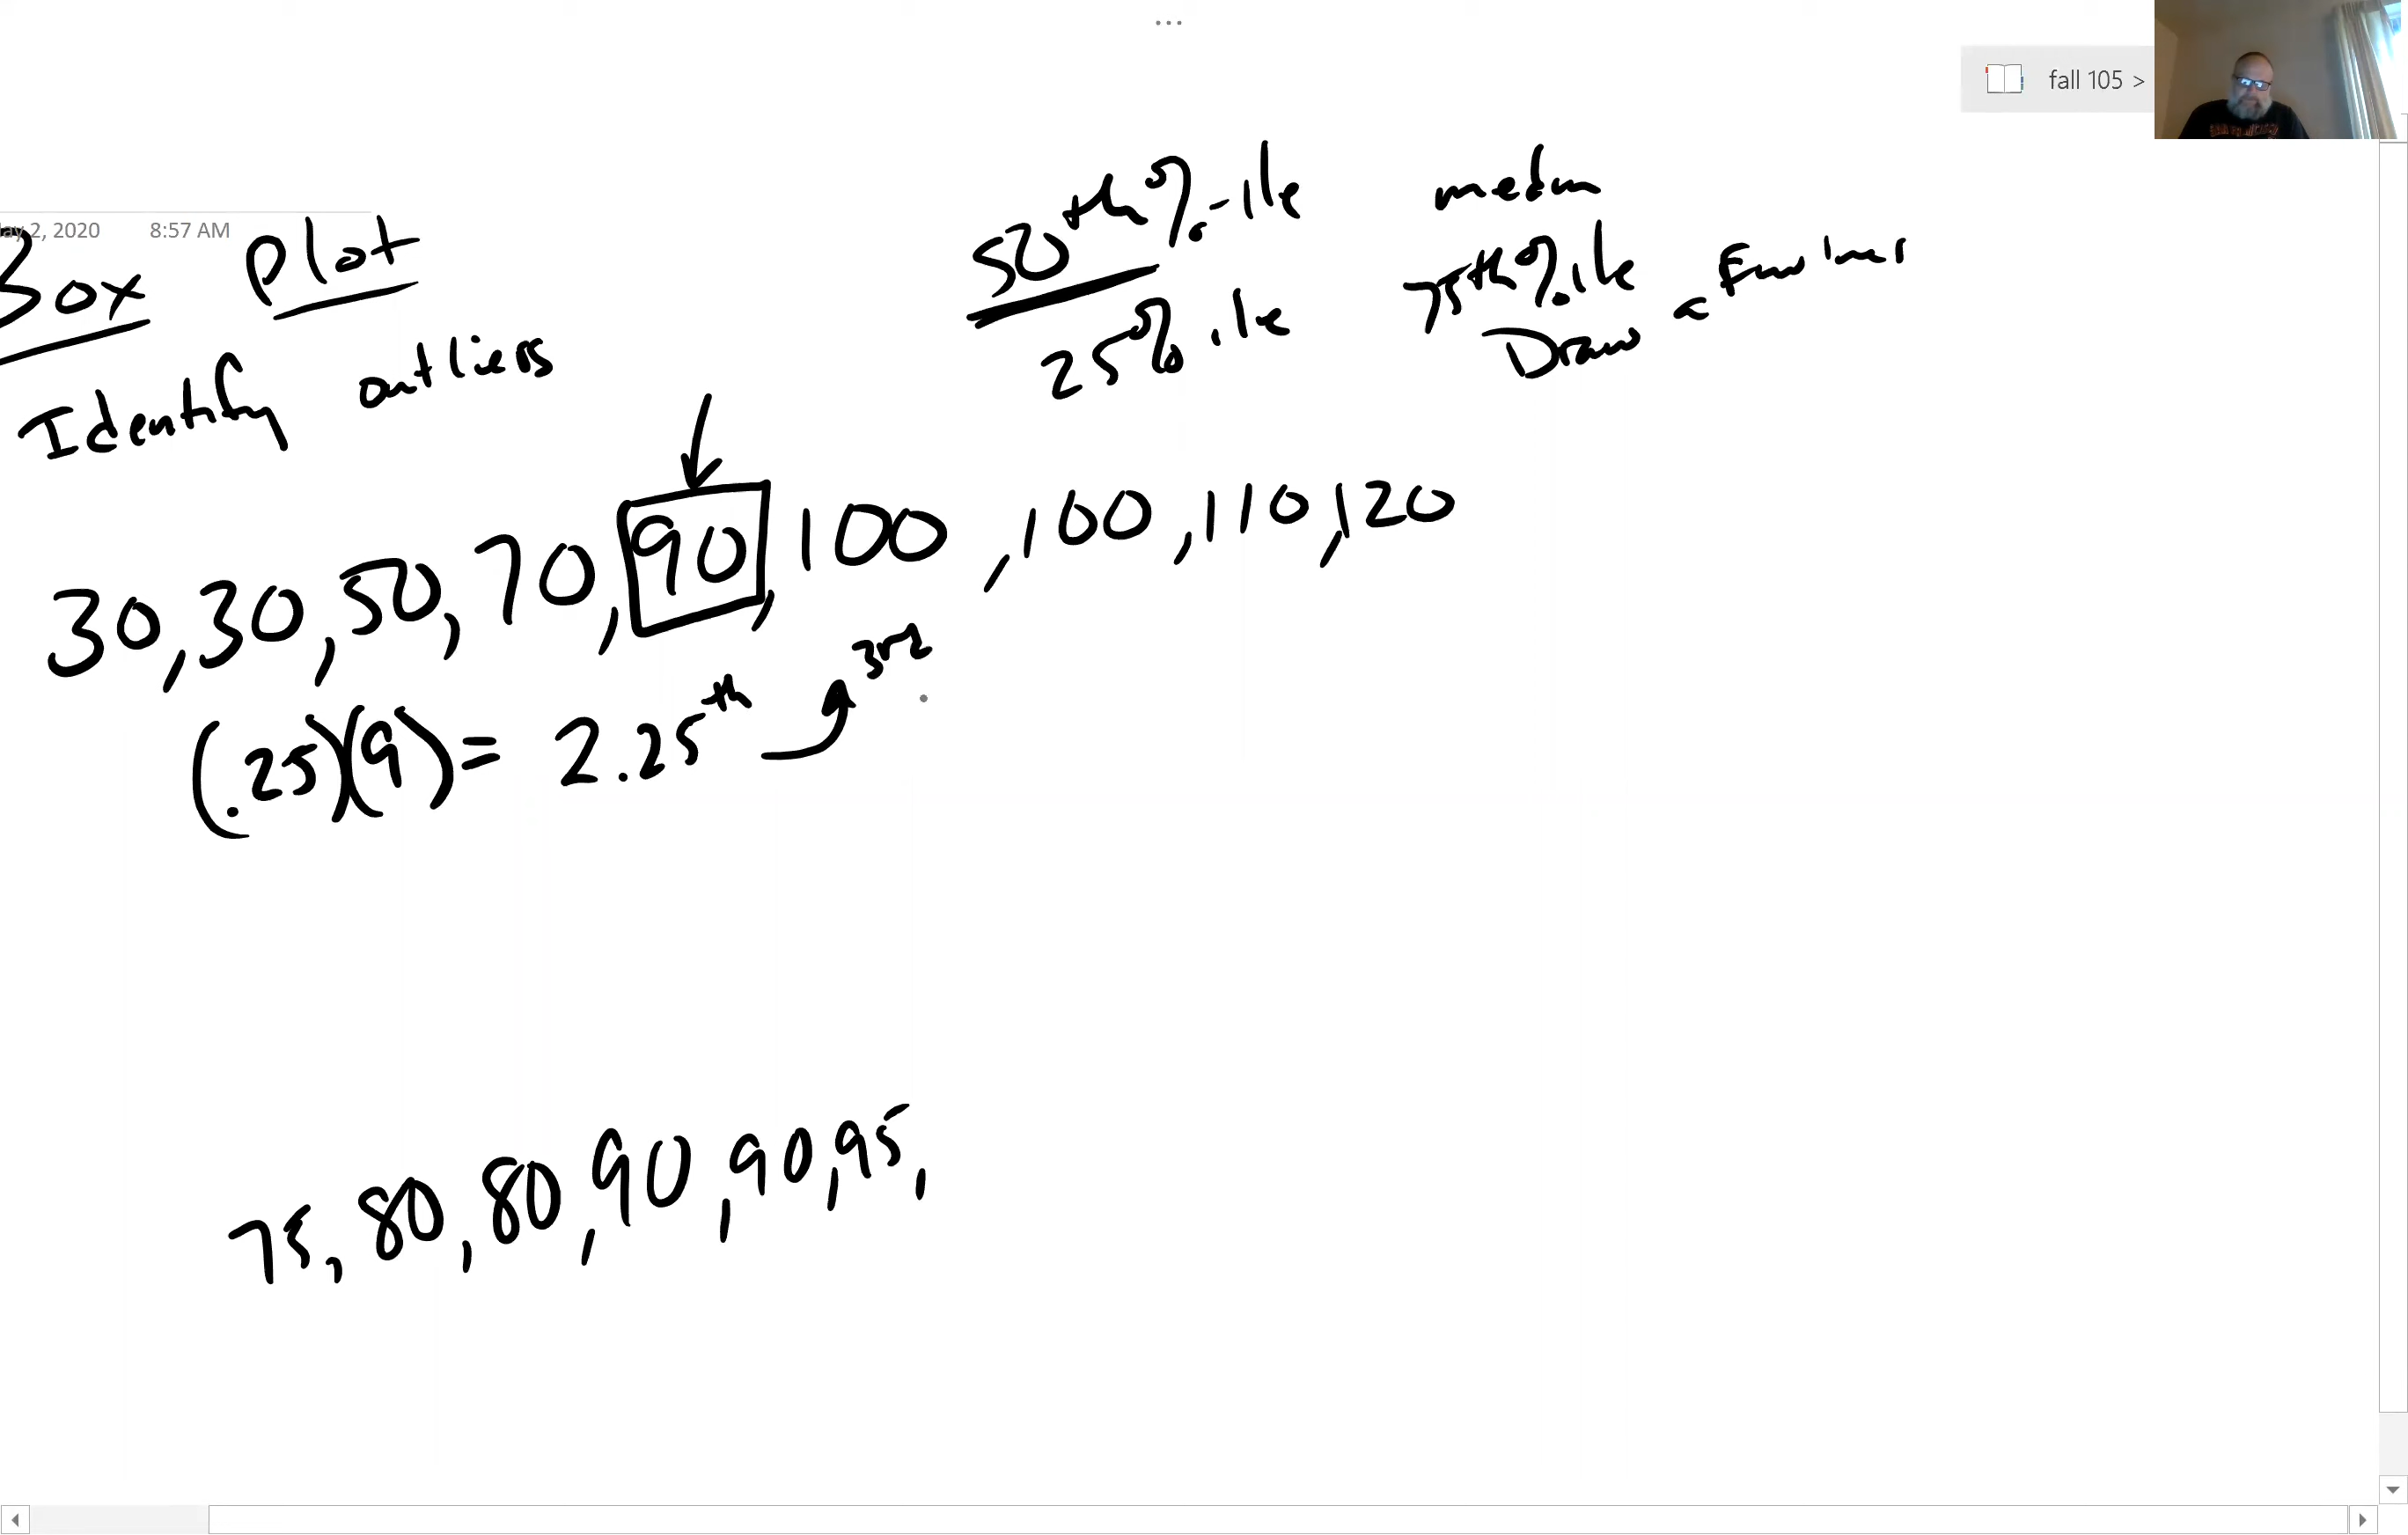 fall 105 >
2, 2020 8:57 AM
Box Plot
50th %-ile
75th %.ile
25%.ile
Draw a
Identify outliers
30, 30, 50, 70, 90, 100, 100, 110, 120
(.25)(9) = 2.25th 3rd
75, 80, 80, 90, 90, 95,